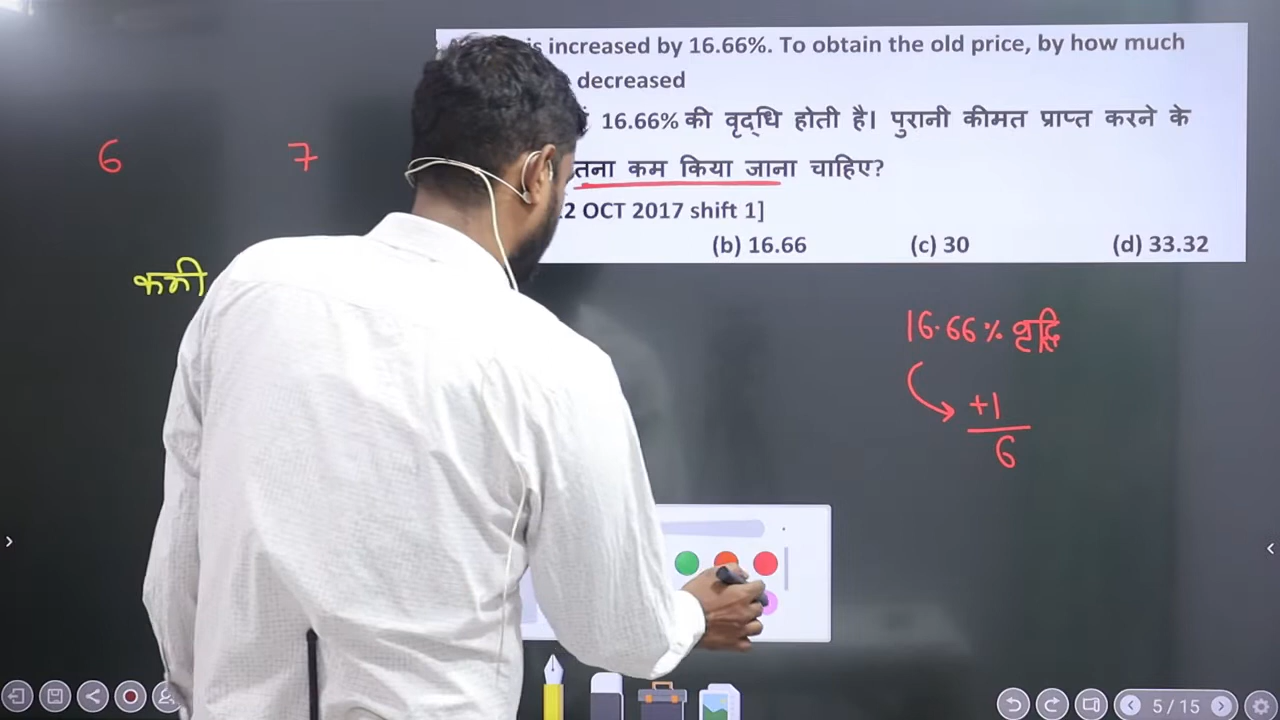 is increased by 16.66%. To obtain the old price, by how much
decreased
16.66% की वृद्धि होती है। पुरानी कीमत प्राप्त करने के
तना कम किया जाना चाहिए?
2 OCT 2017 shift 1]
(b) 16.66 (c) 30 (d) 33.32
6 7
कमी
16.66% वृद्धि
+1
6
5 / 15